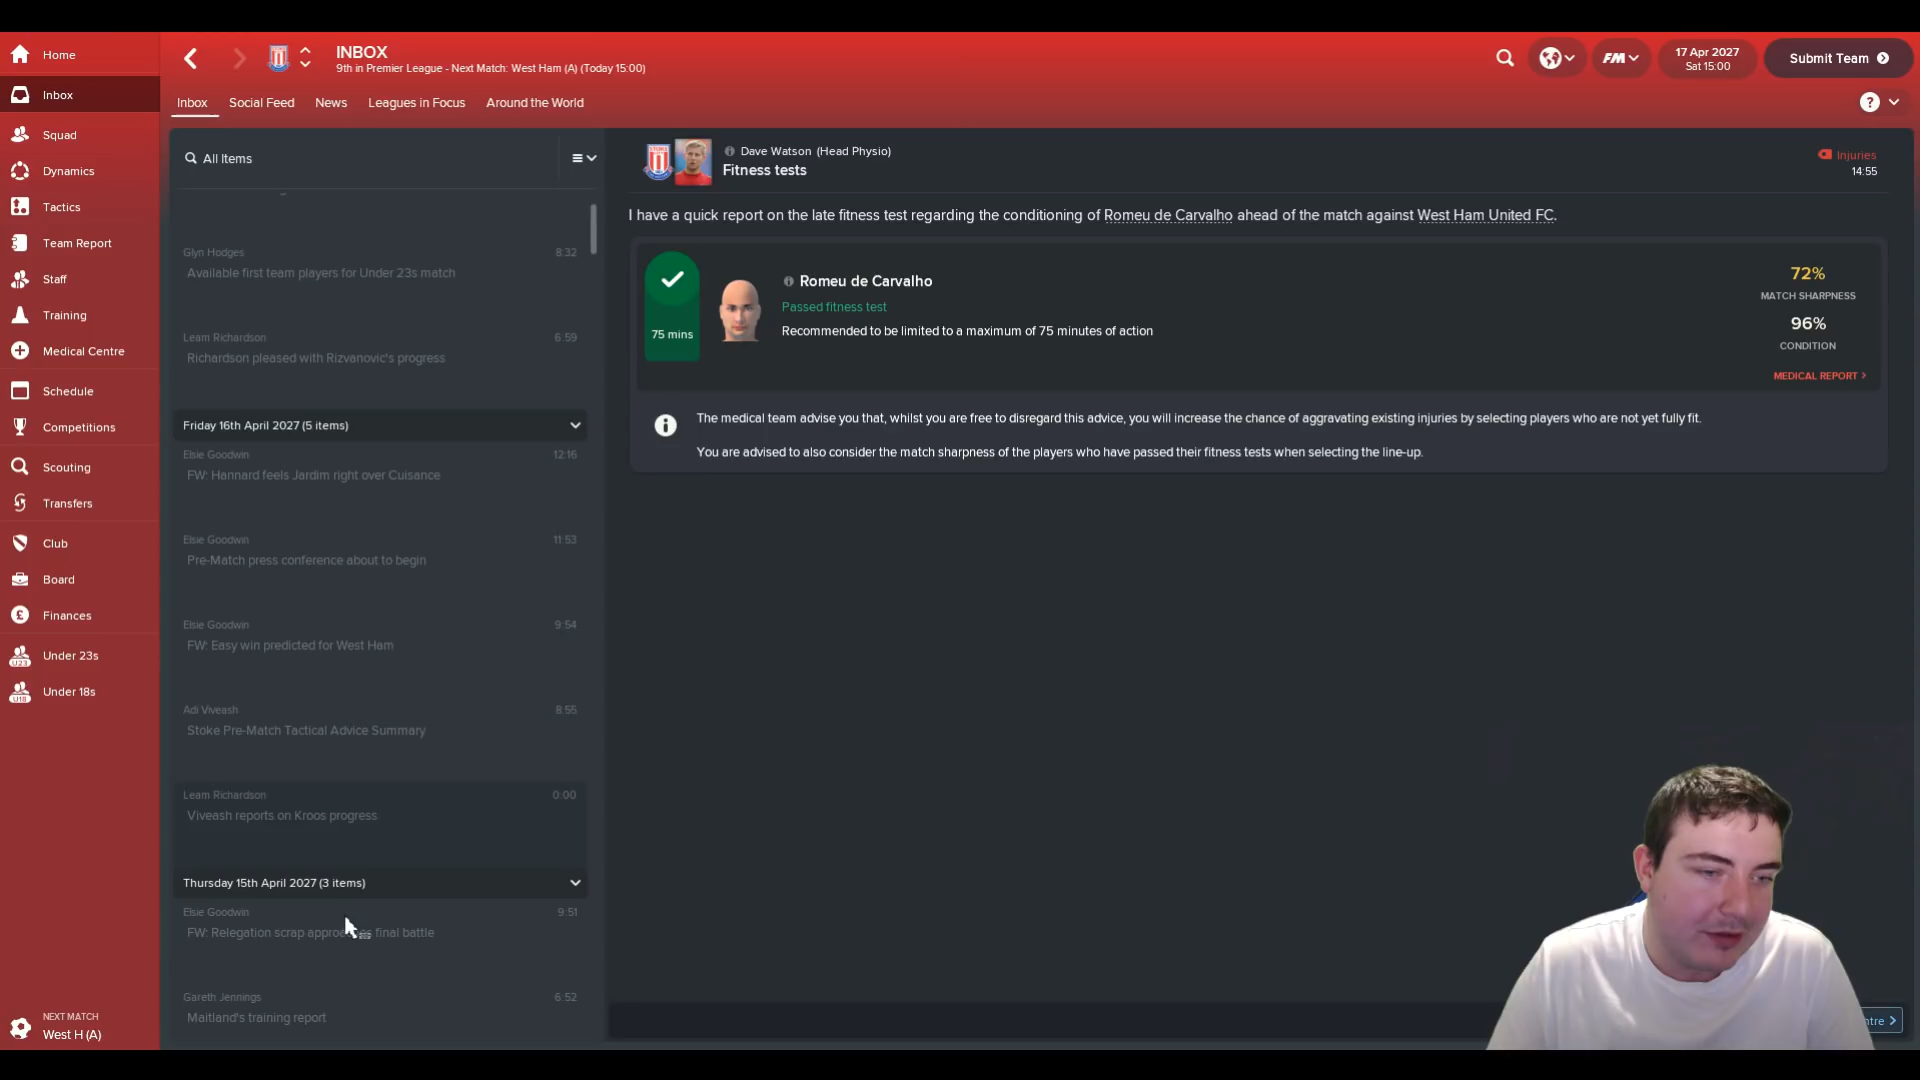 Home
Inbox
Squad
Dynamics
Tactics
Team Report
Staff
Training
Medical Centre
Schedule
Competitions
Scouting
Transfers
Club
Board
Finances
U23 Under 23s
U18 Under 18s
NEXT MATCH
West H (A)
INBOX
9th in Premier League - Next Match: West Ham (A) (Today 15:00)
FM
17 Apr 2027
Sat 15:00
Submit Team
Inbox Social Feed News Leagues in Focus Around the World
?
All Items
Glyn Hodges 8:32
Available first team players for Under 23s match
Leam Richardson 6:59
Richardson pleased with Rizvanovic's progress
Friday 16th April 2027 (5 items)
Elsie Goodwin 12:16
FW: Hannard feels Jardim right over Cuisance
Elsie Goodwin 11:53
Pre-Match press conference about to begin
Elsie Goodwin 9:54
FW: Easy win predicted for West Ham
Adi Viveash 8:55
Stoke Pre-Match Tactical Advice Summary
Leam Richardson 0:00
Viveash reports on Kroos progress
Thursday 15th April 2027 (3 items)
Elsie Goodwin 9:51
FW: Relegation scrap final battle
Gareth Jennings 6:52
Maitland's training report
Dave Watson (Head Physio)
Fitness tests
Injuries
14:55
I have a quick report on the late fitness test regarding the conditioning of Romeu de Carvalho ahead of the match against West Ham United FC.
75 mins
Romeu de Carvalho
Passed fitness test
Recommended to be limited to a maximum of 75 minutes of action
72%
MATCH SHARPNESS
96%
CONDITION
MEDICAL REPORT >
The medical team advise you that, whilst you are free to disregard this advice, you will increase the chance of aggravating existing injuries by selecting players who are not yet fully fit.
You are advised to also consider the match sharpness of the players who have passed their fitness tests when selecting the line-up.